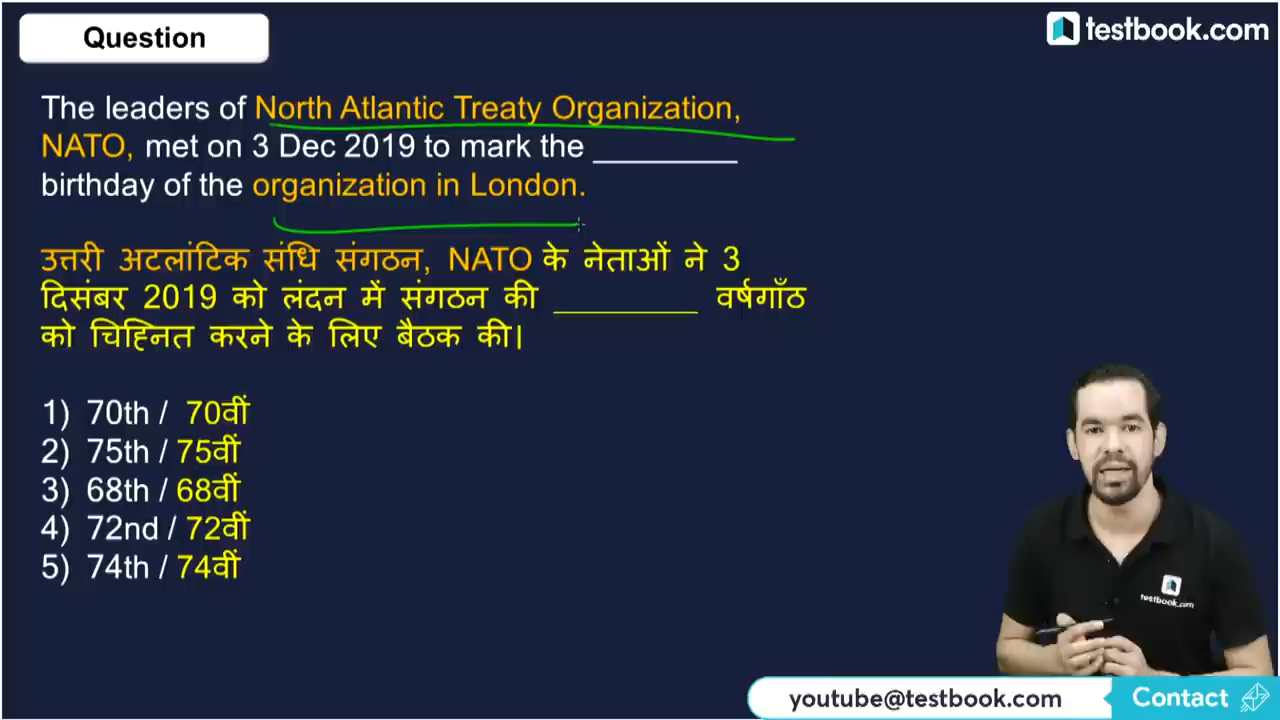 Question
testbook.com
The leaders of North Atlantic Treaty Organization,
NATO, met on 3 Dec 2019 to mark the _________
birthday of the organization in London.
उत्तरी अटलांटिक संधि संगठन, NATO के नेताओं ने 3
दिसंबर 2019 को लंदन में संगठन की _________ वर्षगाँठ
को चिह्नित करने के लिए बैठक की।
1) 70th / 70वीं
2) 75th / 75वीं
3) 68th / 68वीं
4) 72nd / 72वीं
5) 74th / 74वीं
testbook.com
youtube@testbook.com Contact